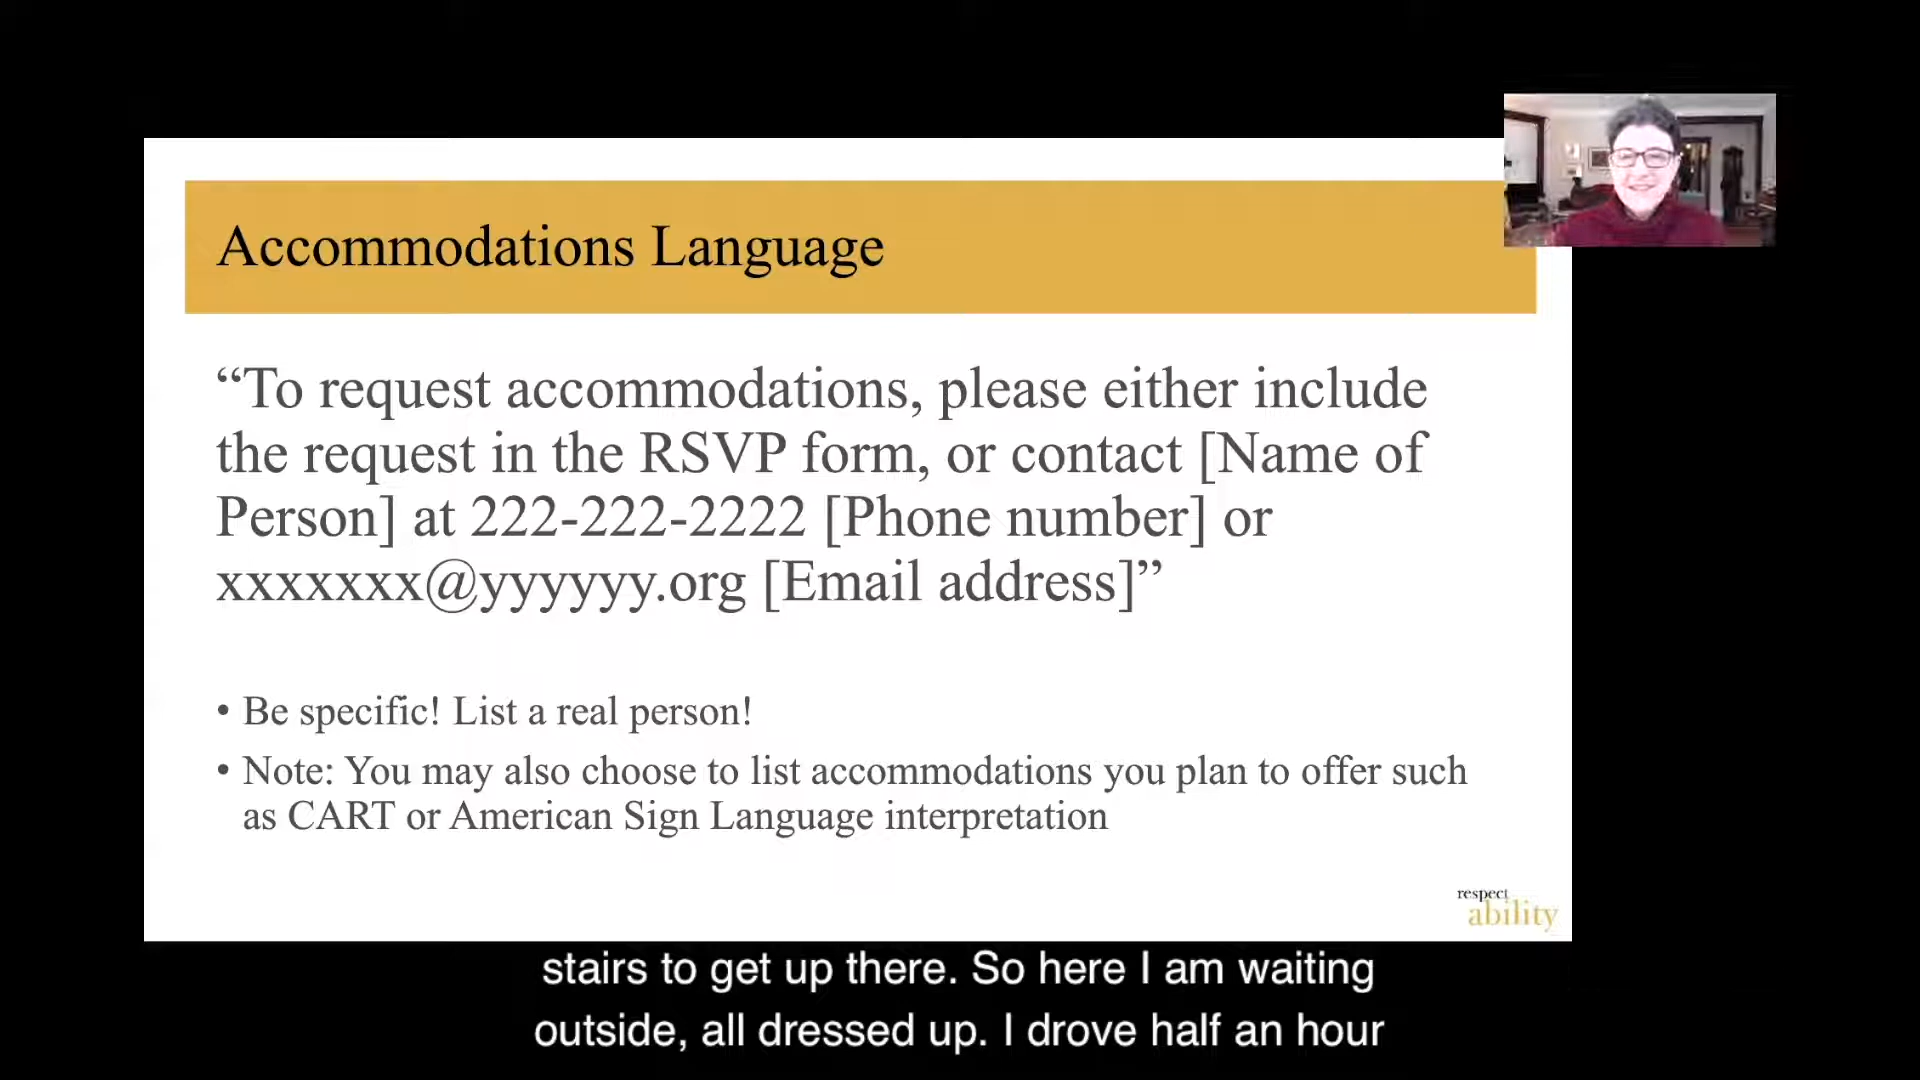 Accommodations Language
“To request accommodations, please either include
the request in the RSVP form, or contact [Name of
Person] at 222-222-2222 [Phone number] or
xxxxxxx@yyyyyy.org [Email address]”
• Be specific! List a real person!
• Note: You may also choose to list accommodations you plan to offer such
as CART or American Sign Language interpretation
respect
ability
stairs to get up there. So here I am waiting
outside, all dressed up. I drove half an hour